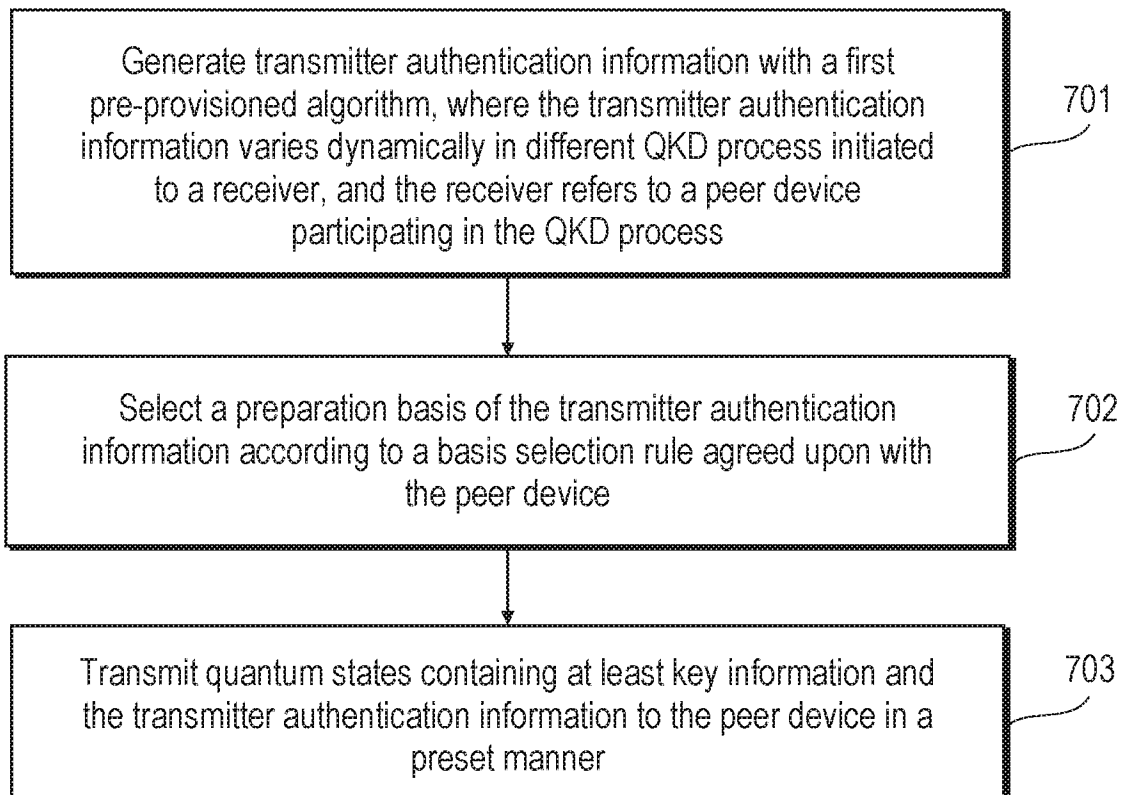 Generate transmitter authentication information with a first
pre-provisioned algorithm, where the transmitter authentication
information varies dynamically in different QKD process initiated
to a receiver, and the receiver refers to a peer device
participating in the QKD process
701
Select a preparation basis of the transmitter authentication
information according to a basis selection rule agreed upon with
the peer device
702
Transmit quantum states containing at least key information and
the transmitter authentication information to the peer device in a
preset manner
703